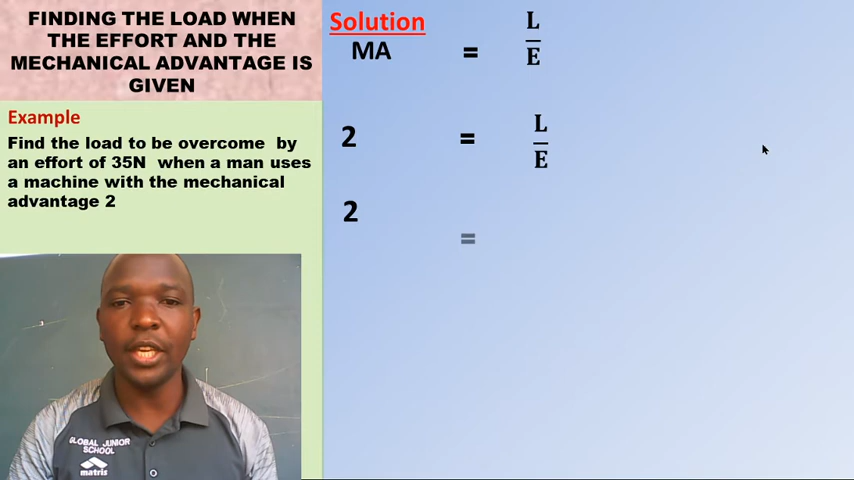 FINDING THE LOAD WHEN
THE EFFORT AND THE
MECHANICAL ADVANTAGE IS
GIVEN
Example
Find the load to be overcome by
an effort of 35N when a man uses
a machine with the mechanical
advantage 2
GLOBAL JUNIOR
SCHOOL
matris
Solution
MA = L/E
2 = L/E
2
=